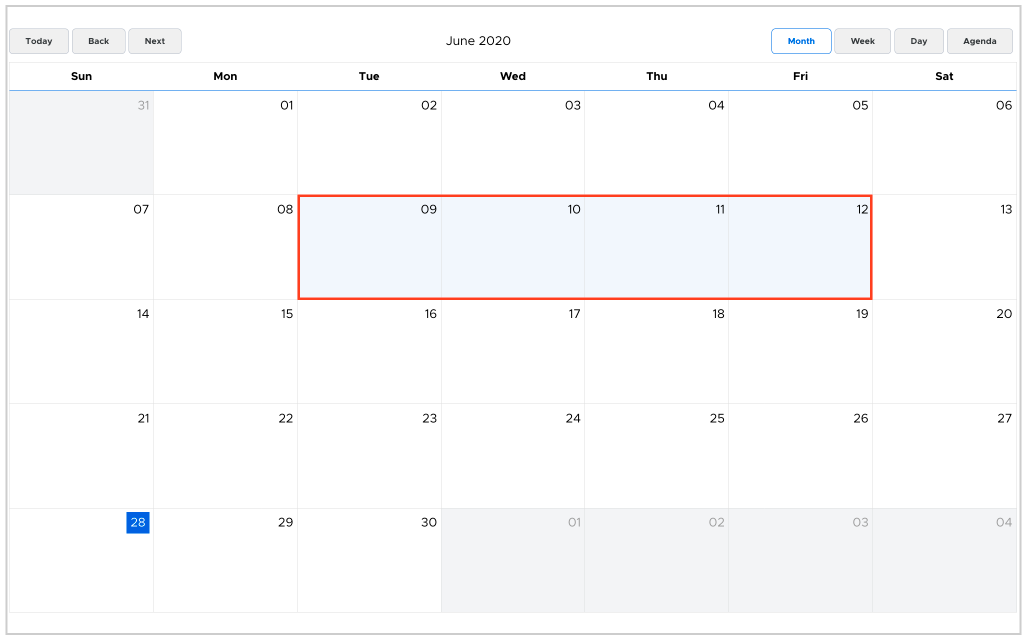 Today Back Next June 2020 Month Week Day Agenda
Sun Mon Tue Wed Thu Fri Sat
31 01 02 03 04 05 06
07 08 09 10 11 12 13
14 15 16 17 18 19 20
21 22 23 24 25 26 27
28 29 30 01 02 03 04